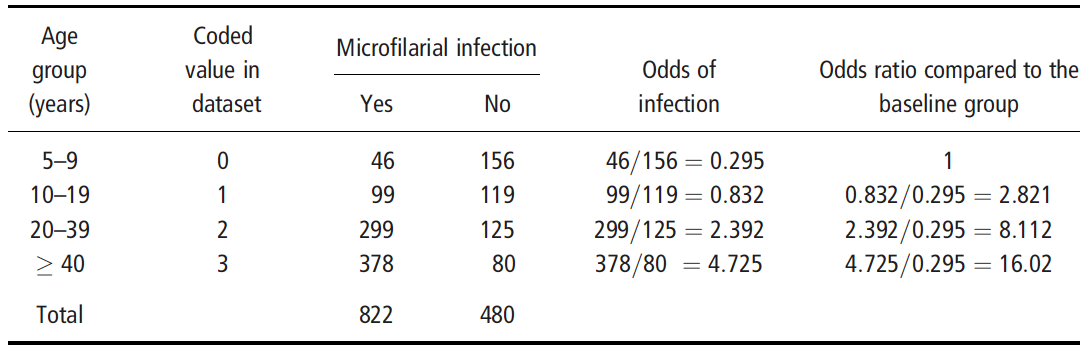 Age group (years) Coded value in dataset Microfilarial infection Odds of infection Odds ratio compared to the baseline group
Yes No
5–9 0 46 156 46/156 = 0.295 1
10–19 1 99 119 99/119 = 0.832 0.832/0.295 = 2.821
20–39 2 299 125 299/125 = 2.392 2.392/0.295 = 8.112
≥ 40 3 378 80 378/80 = 4.725 4.725/0.295 = 16.02
Total 822 480